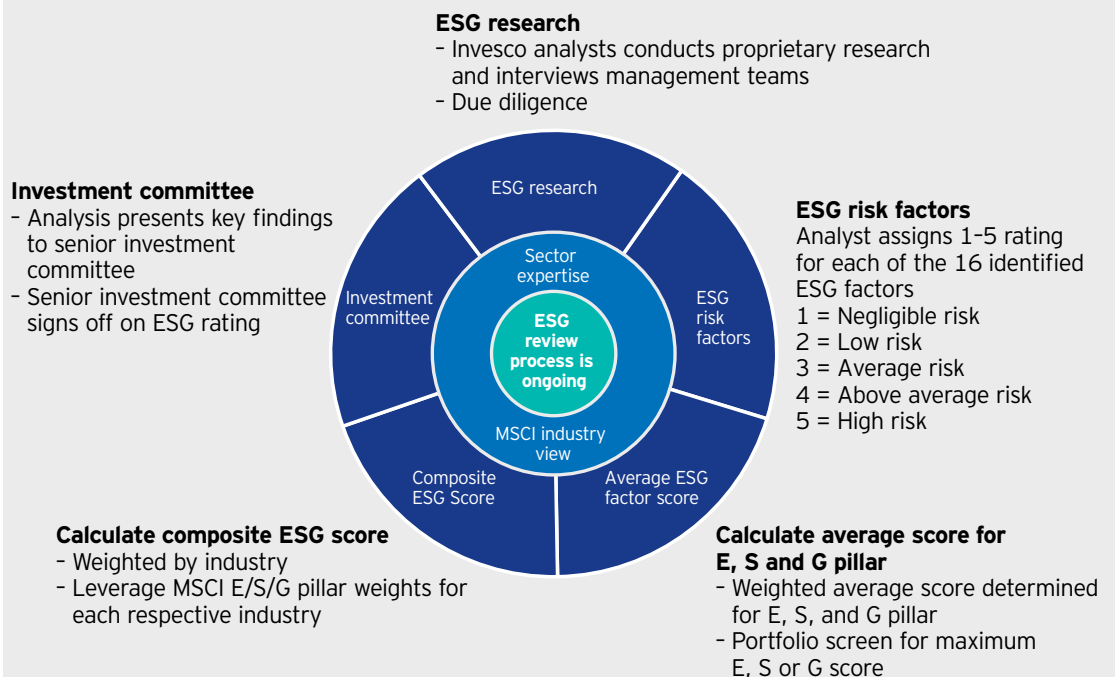 ESG research
– Invesco analysts conducts proprietary research
and interviews management teams
– Due diligence
Investment committee
– Analysis presents key findings
to senior investment
committee
– Senior investment committee
signs off on ESG rating
ESG research
Investment
committee
Sector
expertise
ESG
review
process is
ongoing
MSCI industry
view
ESG
risk
factors
Composite
ESG Score
Average ESG
factor score
ESG risk factors
Analyst assigns 1–5 rating
for each of the 16 identified
ESG factors
1 = Negligible risk
2 = Low risk
3 = Average risk
4 = Above average risk
5 = High risk
Calculate composite ESG score
– Weighted by industry
– Leverage MSCI E/S/G pillar weights for
each respective industry
Calculate average score for
E, S and G pillar
– Weighted average score determined
for E, S, and G pillar
– Portfolio screen for maximum
E, S or G score